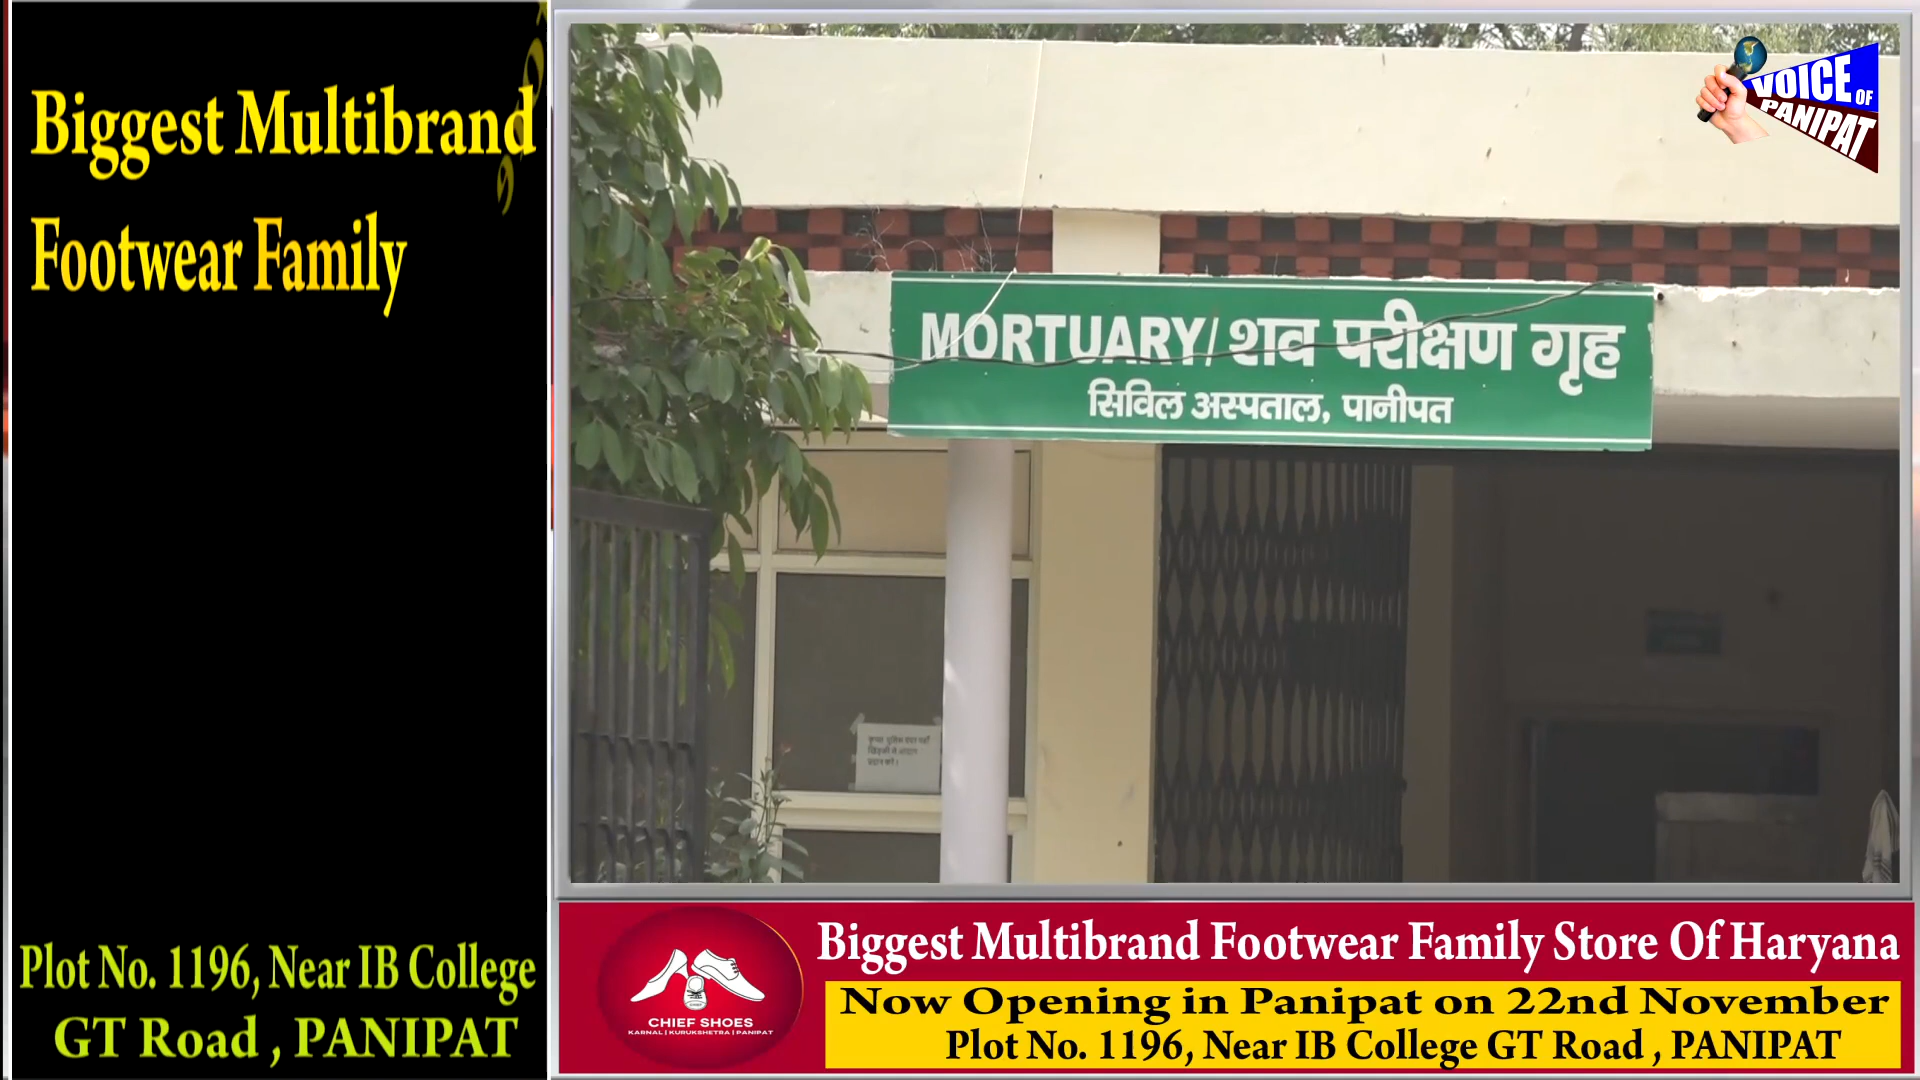 Biggest Multibrand
Footwear Family
Plot No. 1196, Near IB College
GT Road , PANIPAT
VOICE OF
PANIPAT
MORTUARY/शव परीक्षण गृह
सिविल अस्पताल, पानीपत
CHIEF SHOES
KARNAL | KURUKSHETRA | PANIPAT
Biggest Multibrand Footwear Family Store Of Haryana
Now Opening in Panipat on 22nd November
Plot No. 1196, Near IB College GT Road , PANIPAT